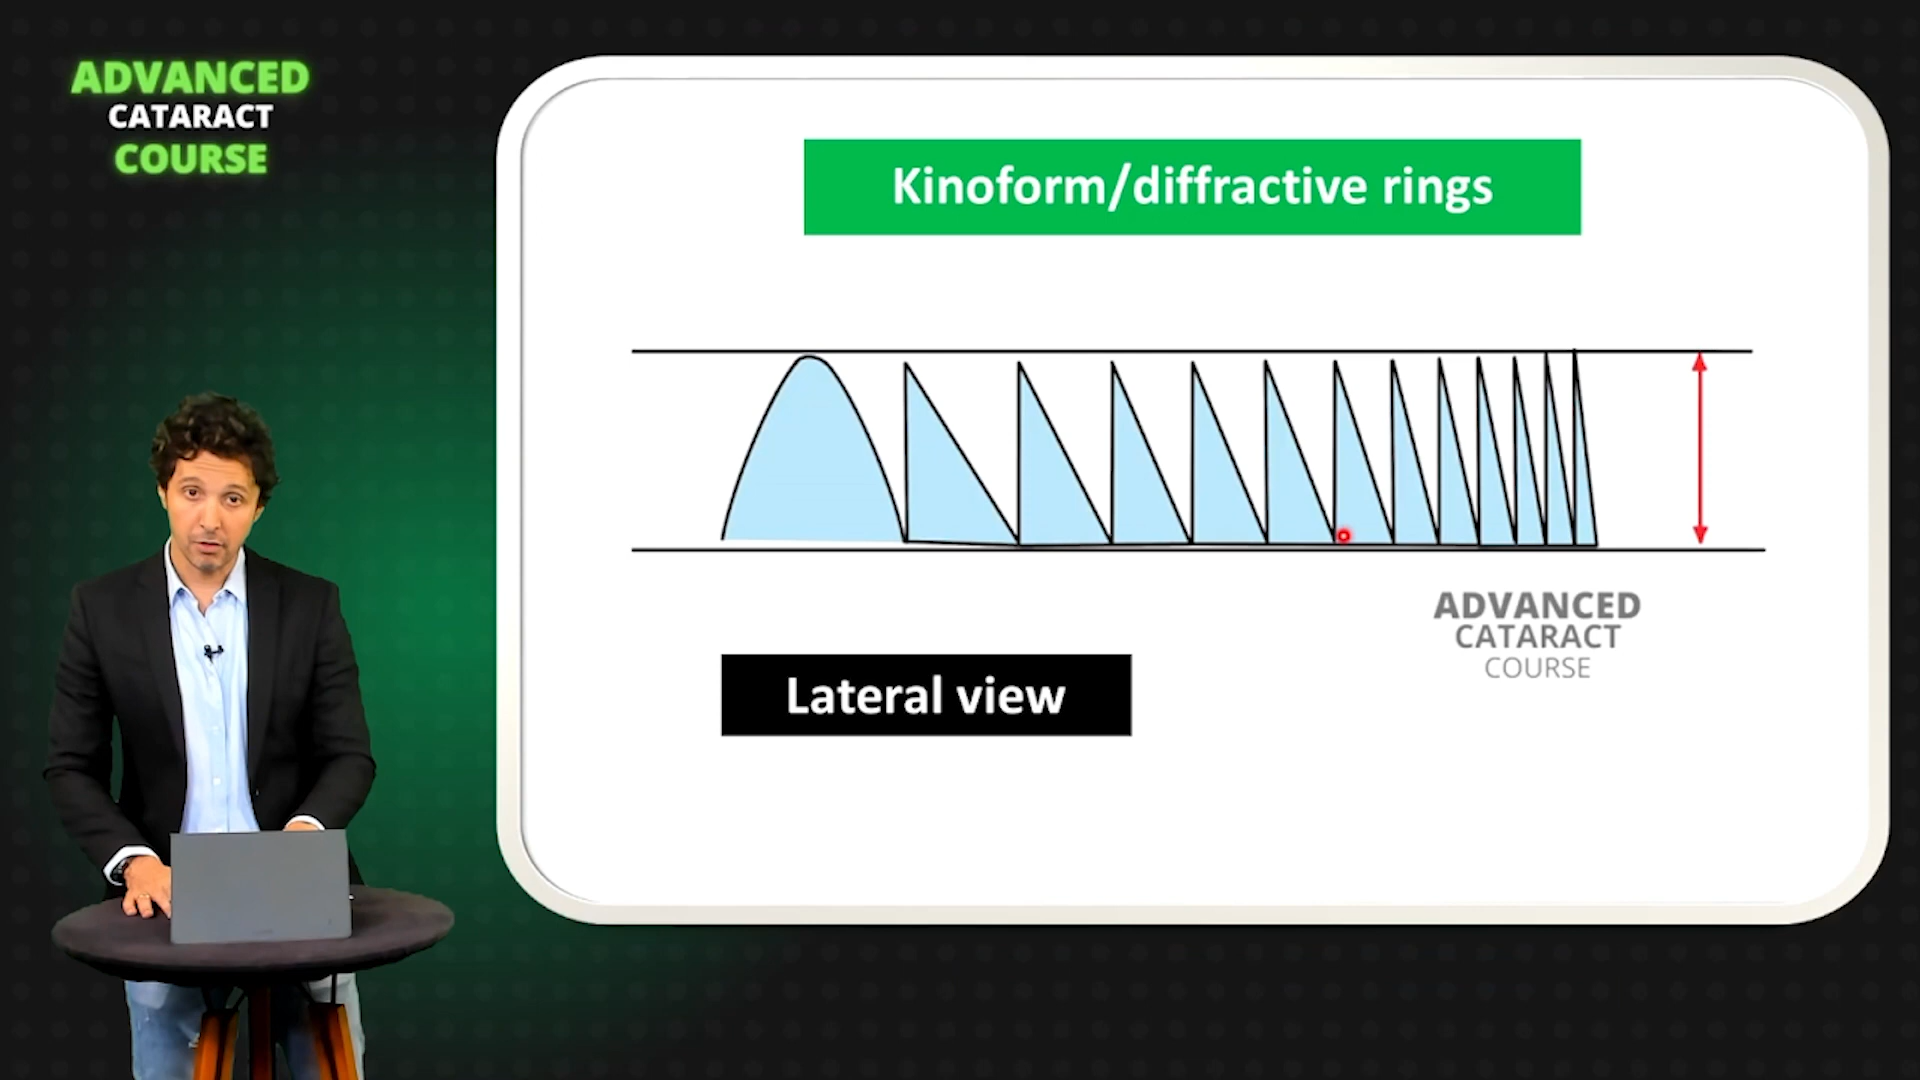 ADVANCED
CATARACT
COURSE
Kinoform/diffractive rings
ADVANCED
CATARACT
COURSE
Lateral view